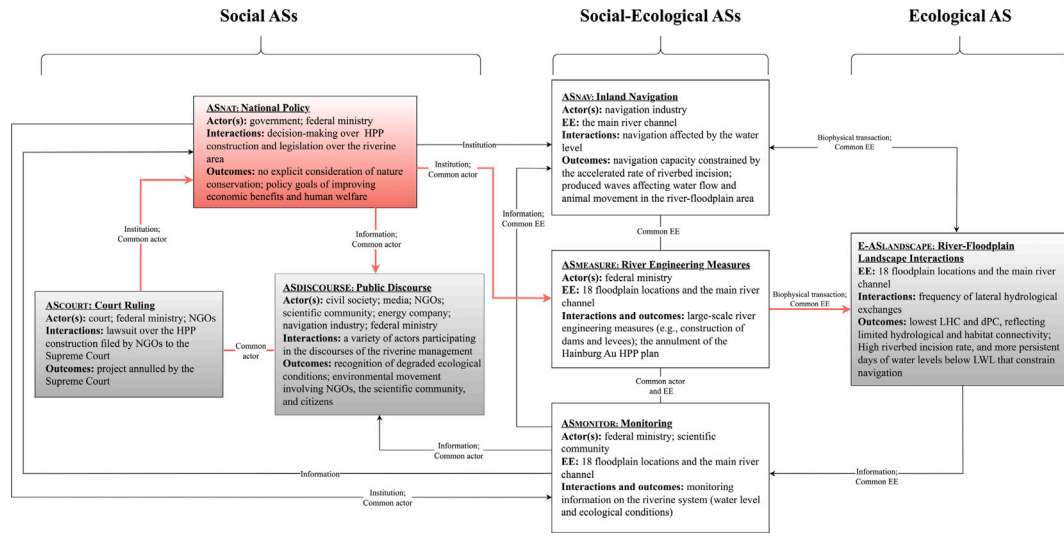 Social ASs
Social-Ecological ASs
Ecological AS
ASNAT: National Policy
Actor(s): government; federal ministry
Interactions: decision-making over HPP
construction and legislation over the riverine
area
Outcomes: no explicit consideration of nature
conservation; policy goals of improving
economic benefits and human welfare
Institution
Institution;
Common actor
ASNAV: Inland Navigation
Actor(s): navigation industry
EE: the main river channel
Interactions: navigation affected by the water
level
Outcomes: navigation capacity constrained by
the accelerated rate of riverbed incision;
produced waves affecting water flow and
animal movement in the river-floodplain area
Biophysical transaction;
Common EE
Institution;
Common actor
Information;
Common actor
Information;
Common EE
Common EE
ASCOURT: Court Ruling
Actor(s): court; federal ministry; NGOs
Interactions: lawsuit over the HPP
construction filed by NGOs to the
Supreme Court
Outcomes: project annulled by the
Supreme Court
Common
actor
ASDISCOURSE: Public Discourse
Actor(s): civil society; media; NGOs;
scientific community; energy company;
navigation industry; federal ministry
Interactions: a variety of actors participating
in the discourses of the riverine management
Outcomes: recognition of degraded ecological
conditions; environmental movement
involving NGOs, the scientific community,
and citizens
ASMEASURE: River Engineering Measures
Actor(s): federal ministry
EE: 18 floodplain locations and the main river
channel
Interactions and outcomes: large-scale river
engineering measures (e.g., construction of
dams and levees); the annulment of the
Hainburg Au HPP plan
Biophysical transaction;
Common EE
E-ASLANDSCAPE: River-Floodplain
Landscape Interactions
EE: 18 floodplain locations and the main river
channel
Interactions: frequency of lateral hydrological
exchanges
Outcomes: lowest LHC and dPC, reflecting
limited hydrological and habitat connectivity;
High riverbed incision rate, and more persistent
days of water levels below LWL that constrain
navigation
Common actor
and EE
ASMONITOR: Monitoring
Actor(s): federal ministry; scientific
community
EE: 18 floodplain locations and the main river
channel
Interactions and outcomes: monitoring
information on the riverine system (water level
and ecological conditions)
Information;
Common actor
Information
Institution;
Common actor
Information;
Common EE